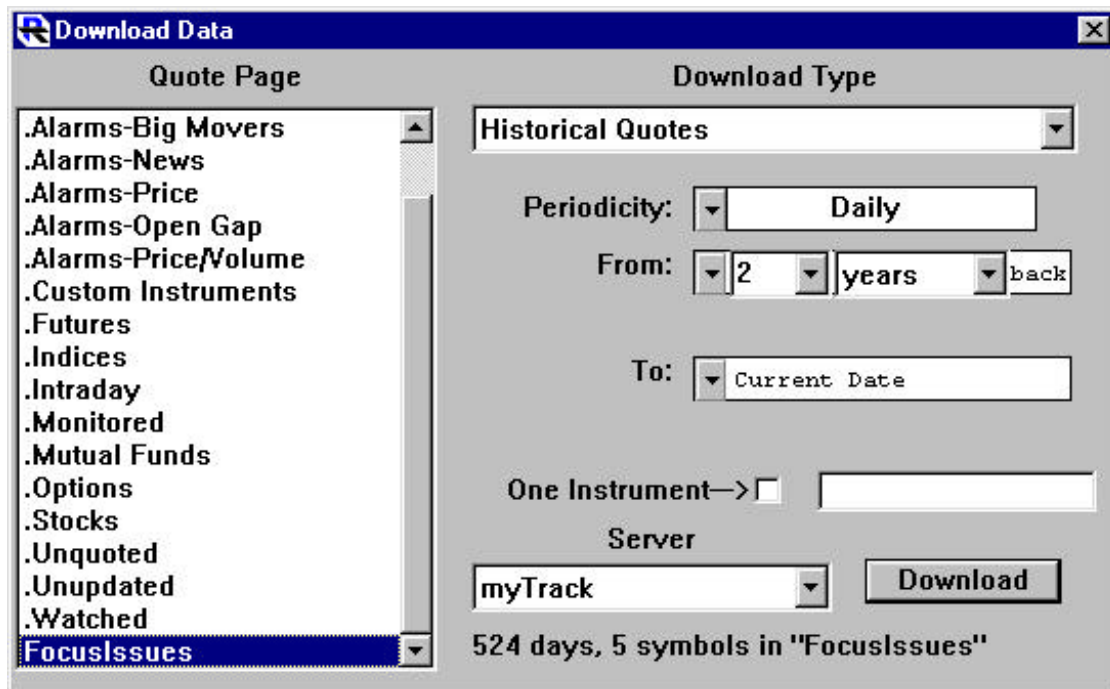 Download Data
Quote Page
.Alarms-Big Movers
.Alarms-News
.Alarms-Price
.Alarms-Open Gap
.Alarms-Price/Volume
.Custom Instruments
.Futures
.Indices
.Intraday
.Monitored
.Mutual Funds
.Options
.Stocks
.Unquoted
.Unupdated
.Watched
FocusIssues
Download Type
Historical Quotes
Periodicity: Daily
From: 2 years back
To: Current Date
One Instrument-->
Server
myTrack Download
524 days, 5 symbols in "FocusIssues"